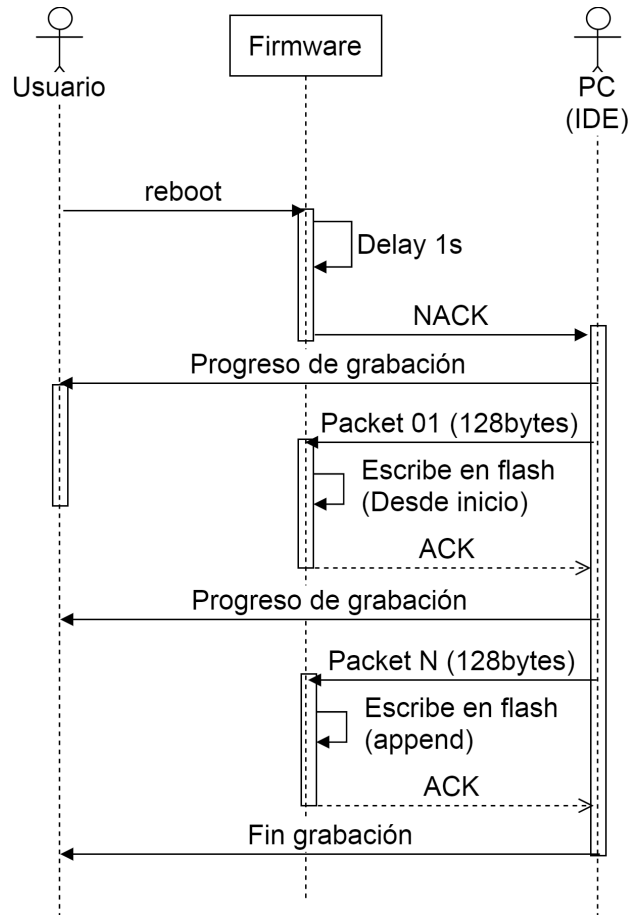 Usuario
Firmware
PC
(IDE)
reboot
Delay 1s
NACK
Progreso de grabación
Packet 01 (128bytes)
Escribe en flash
(Desde inicio)
ACK
Progreso de grabación
Packet N (128bytes)
Escribe en flash
(append)
ACK
Fin grabación